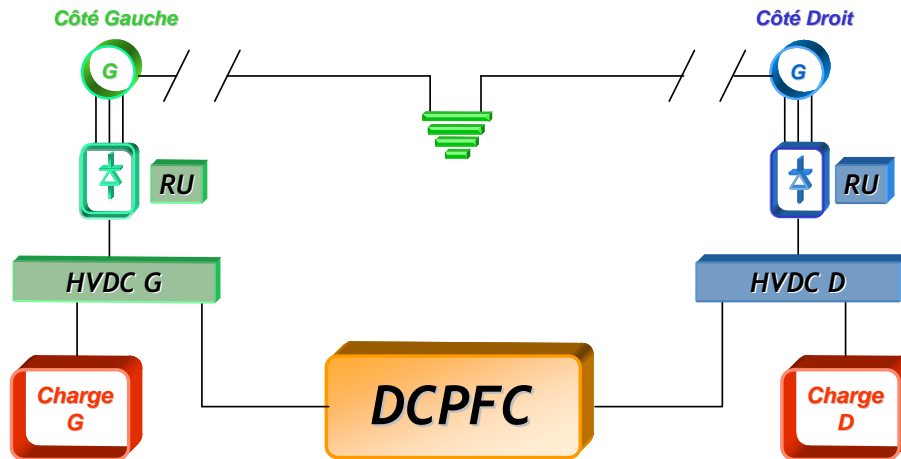 Côté Gauche
Côté Droit
G
G
RU
RU
HVDC G
HVDC D
DCPFC
Charge
G
Charge
D